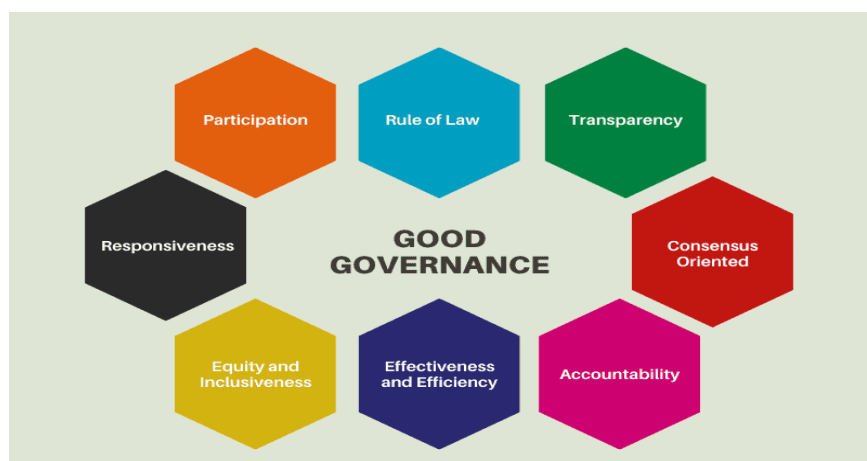 Participation
Rule of Law
Transparency
Responsiveness
GOOD
GOVERNANCE
Consensus
Oriented
Equity and
Inclusiveness
Effectiveness
and Efficiency
Accountability